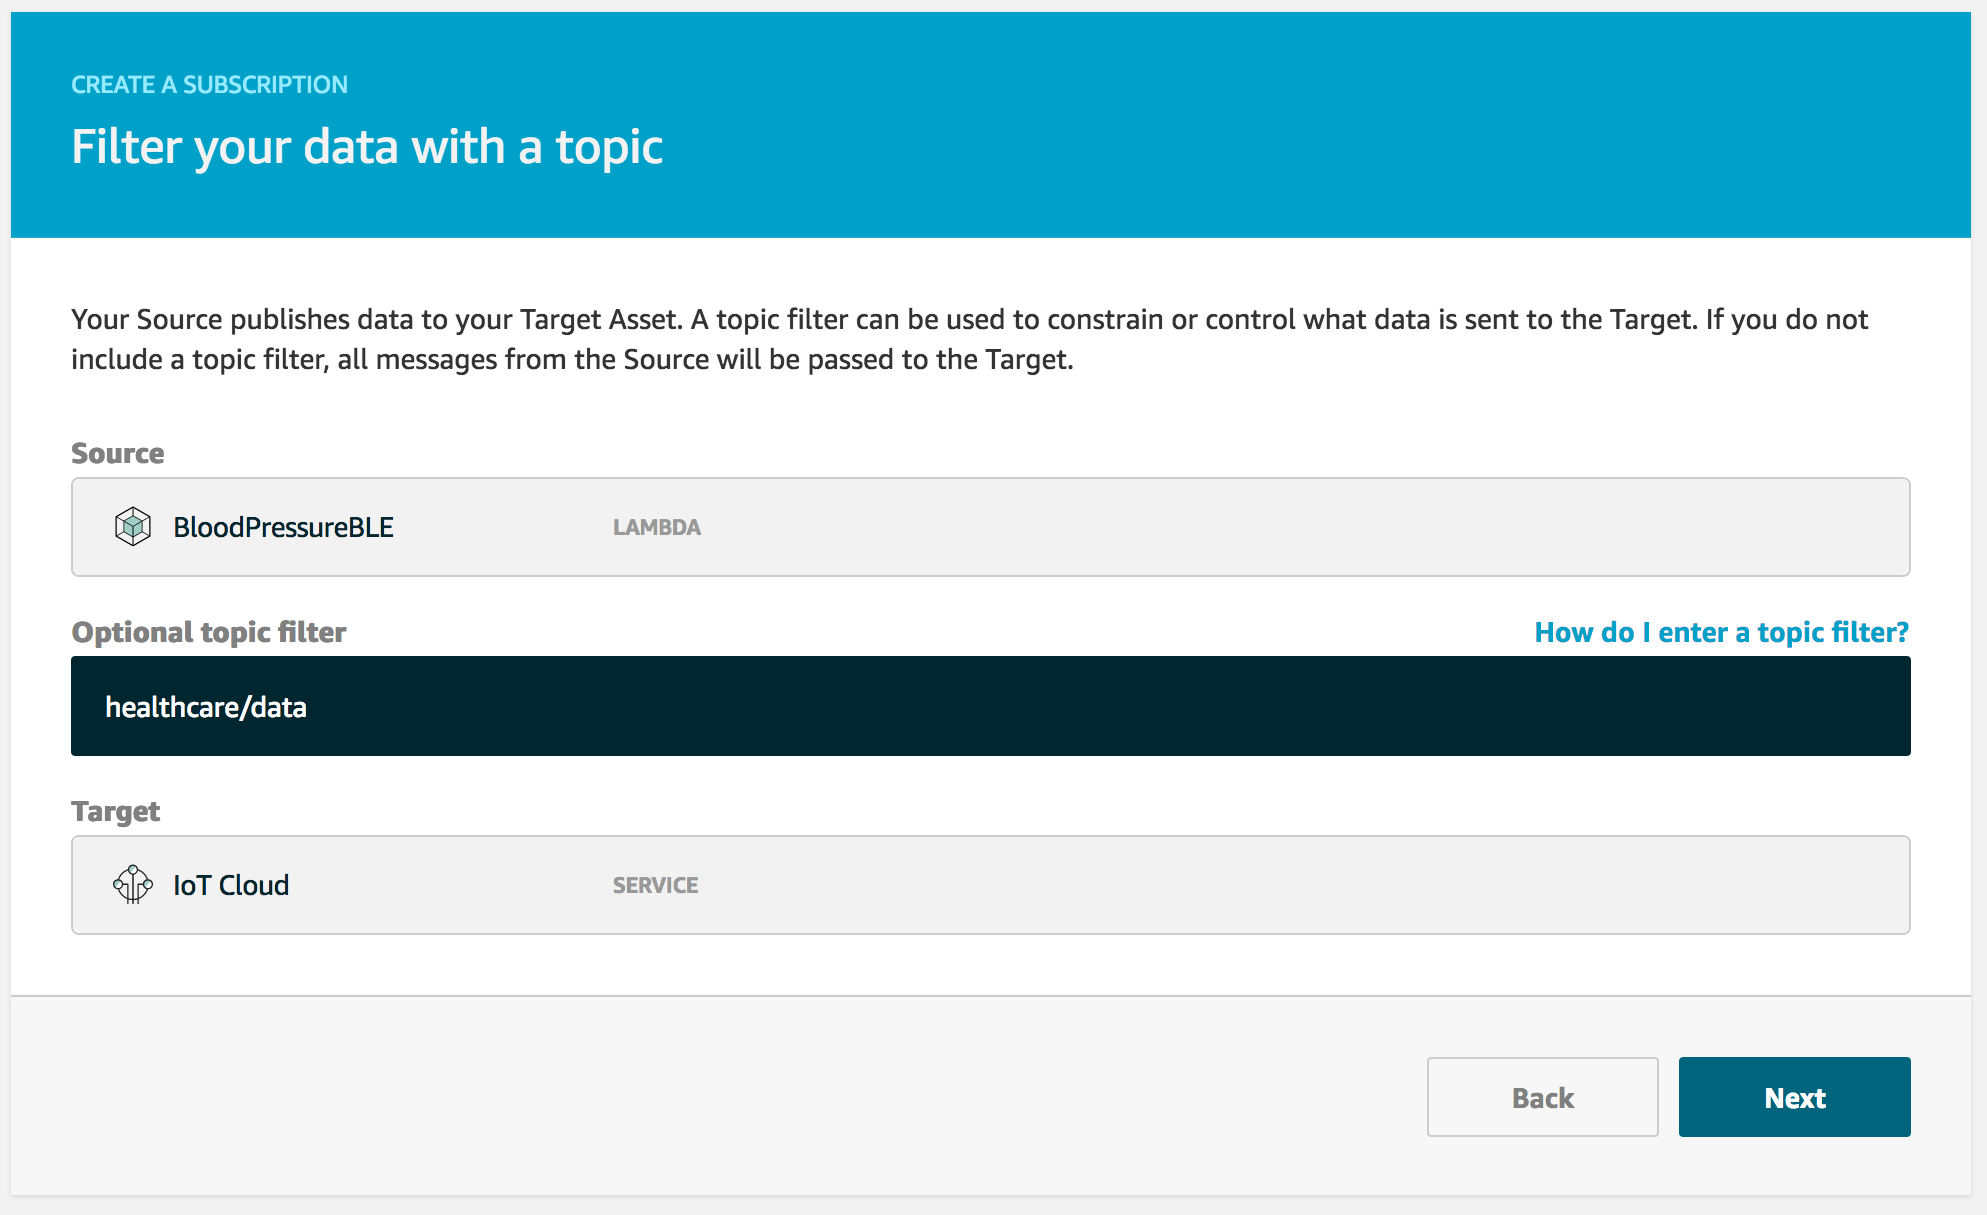 CREATE A SUBSCRIPTION
Filter your data with a topic
Your Source publishes data to your Target Asset. A topic filter can be used to constrain or control what data is sent to the Target. If you do not
include a topic filter, all messages from the Source will be passed to the Target.
Source
BloodPressureBLE LAMBDA
Optional topic filter How do I enter a topic filter?
healthcare/data
Target
IoT Cloud SERVICE
Back Next